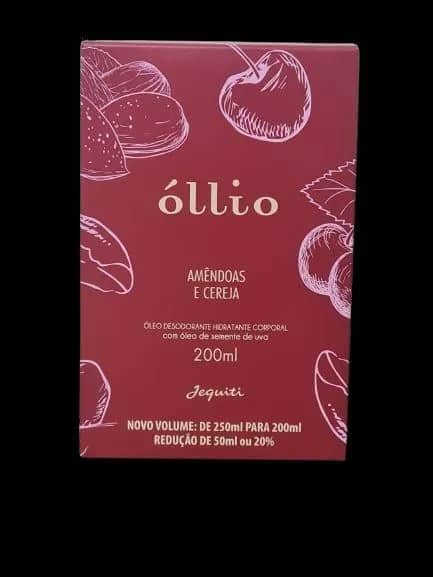 óllio
AMÊNDOAS
E CEREJA
ÓLEO DESODORANTE HIDRATANTE CORPORAL
com óleo de semente de uva
200ml
Jequiti
NOVO VOLUME: DE 250ml PARA 200ml
REDUÇÃO DE 50ml ou 20%